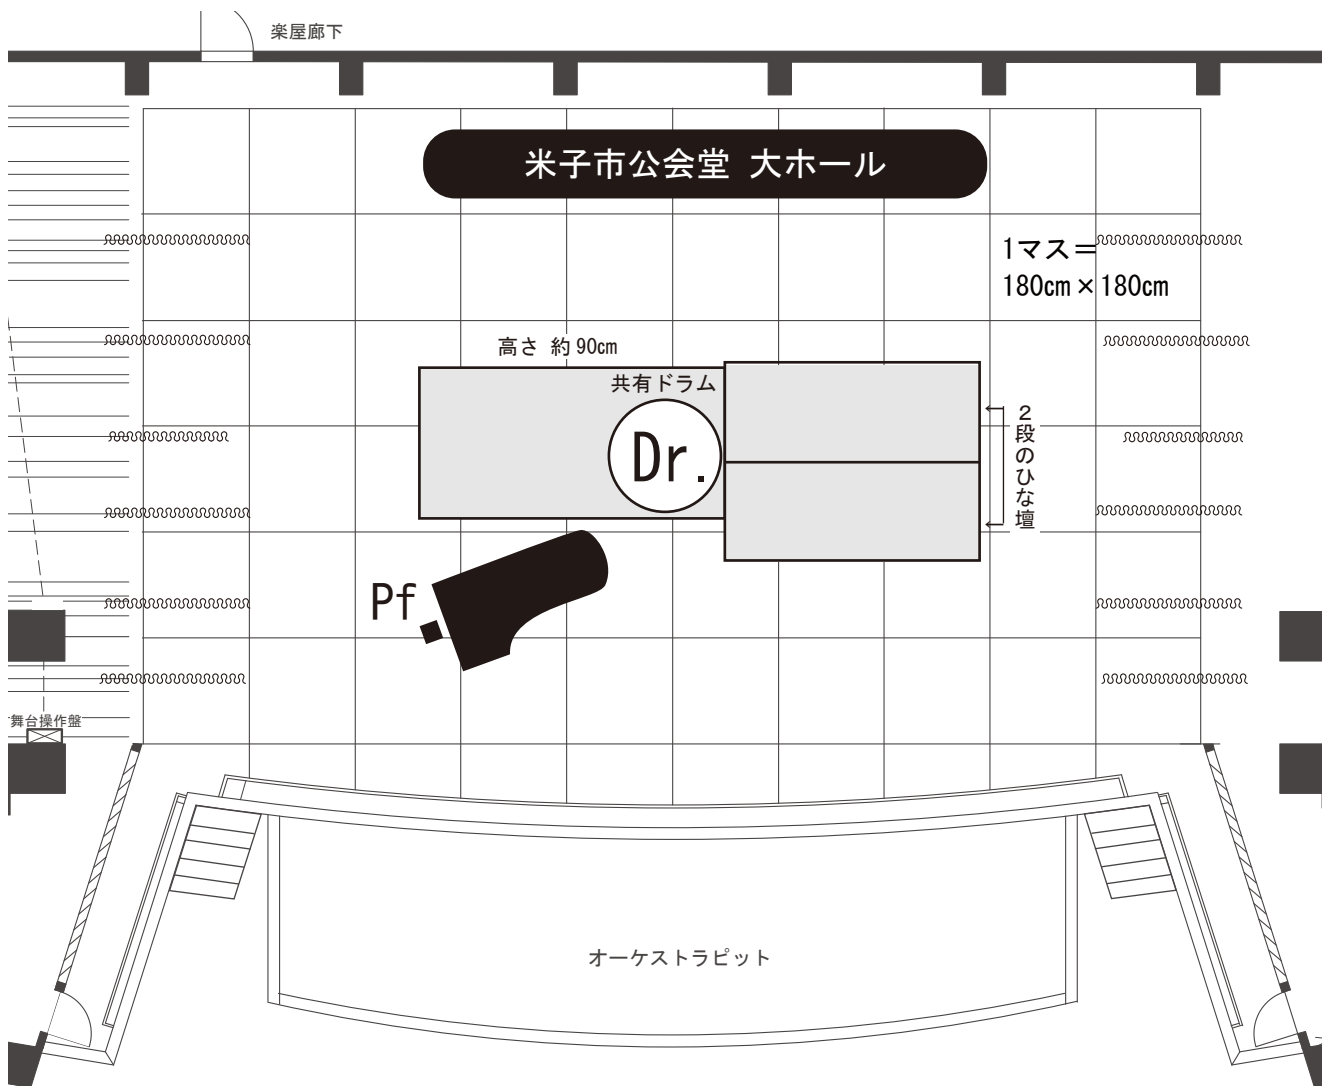 楽屋廊下
米子市公会堂 大ホール
1マス＝
180cm×180cm
高さ 約90cm
共有ドラム
Dr.
2段のひな壇
Pf
舞台操作盤
オーケストラピット